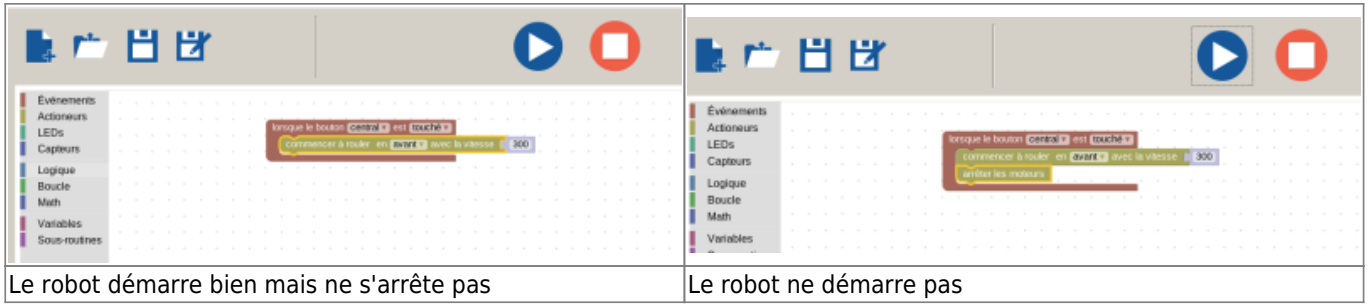 Événements
Actioneurs
LEDs
Capteurs
Logique
Boucle
Math
Variables
Sous-routines
lorsque le bouton central est touché
commencer à rouler en avant avec la vitesse 300
Événements
Actioneurs
LEDs
Capteurs
Logique
Boucle
Math
Variables
lorsque le bouton central est touché
commencer à rouler en avant avec la vitesse 300
arrêter les moteurs
Le robot démarre bien mais ne s'arrête pas
Le robot ne démarre pas